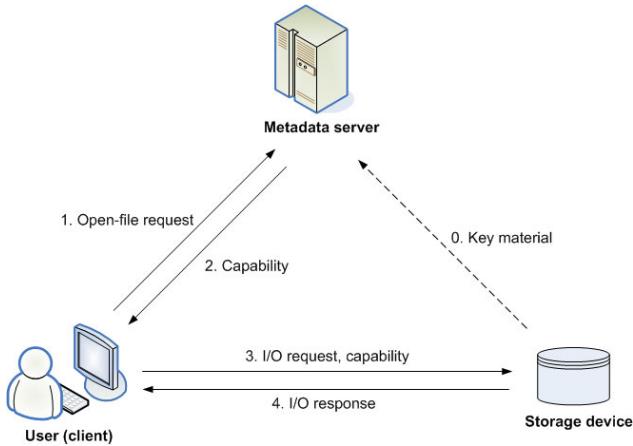 Metadata server
1. Open-file request
0. Key material
2. Capability
3. I/O request, capability
4. I/O response
Storage device
User (client)